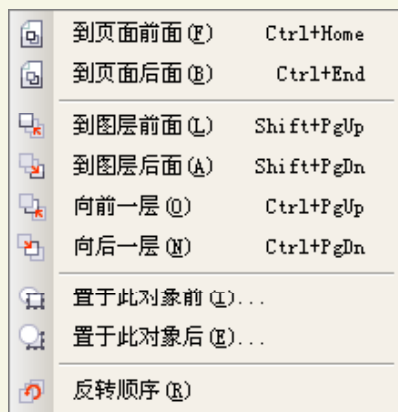 到页面前面(F) Ctrl+Home
到页面后面(B) Ctrl+End
到图层前面(L) Shift+PgUp
到图层后面(A) Shift+PgDn
向前一层(O) Ctrl+PgUp
向后一层(N) Ctrl+PgDn
置于此对象前(I)...
置于此对象后(E)...
反转顺序(R)